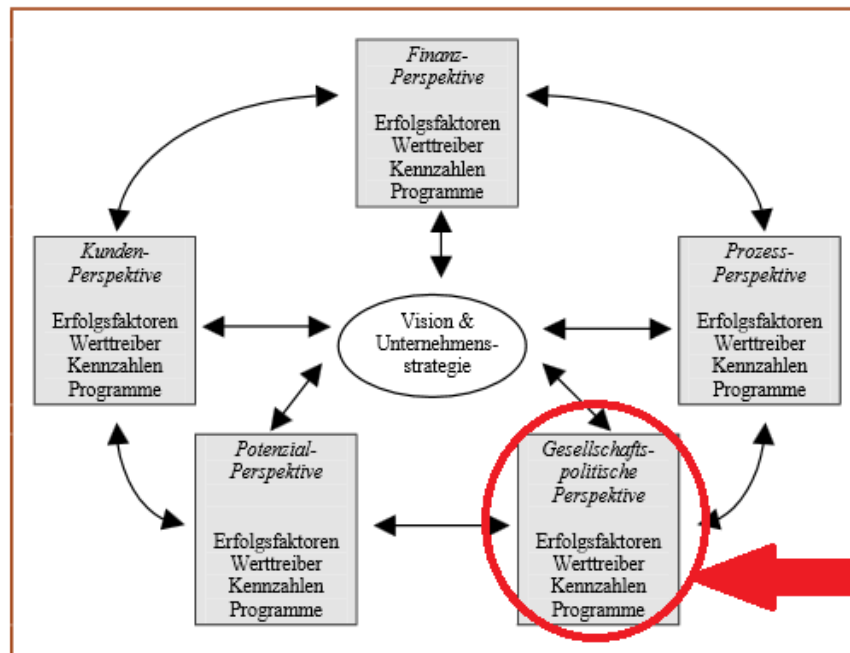 Finanz-
Perspektive
Erfolgsfaktoren
Werttreiber
Kennzahlen
Programme
Kunden-
Perspektive
Erfolgsfaktoren
Werttreiber
Kennzahlen
Programme
Vision &
Unternehmens-
strategie
Prozess-
Perspektive
Erfolgsfaktoren
Werttreiber
Kennzahlen
Programme
Potenzial-
Perspektive
Erfolgsfaktoren
Werttreiber
Kennzahlen
Programme
Gesellschafts-
politische
Perspektive
Erfolgsfaktoren
Werttreiber
Kennzahlen
Programme